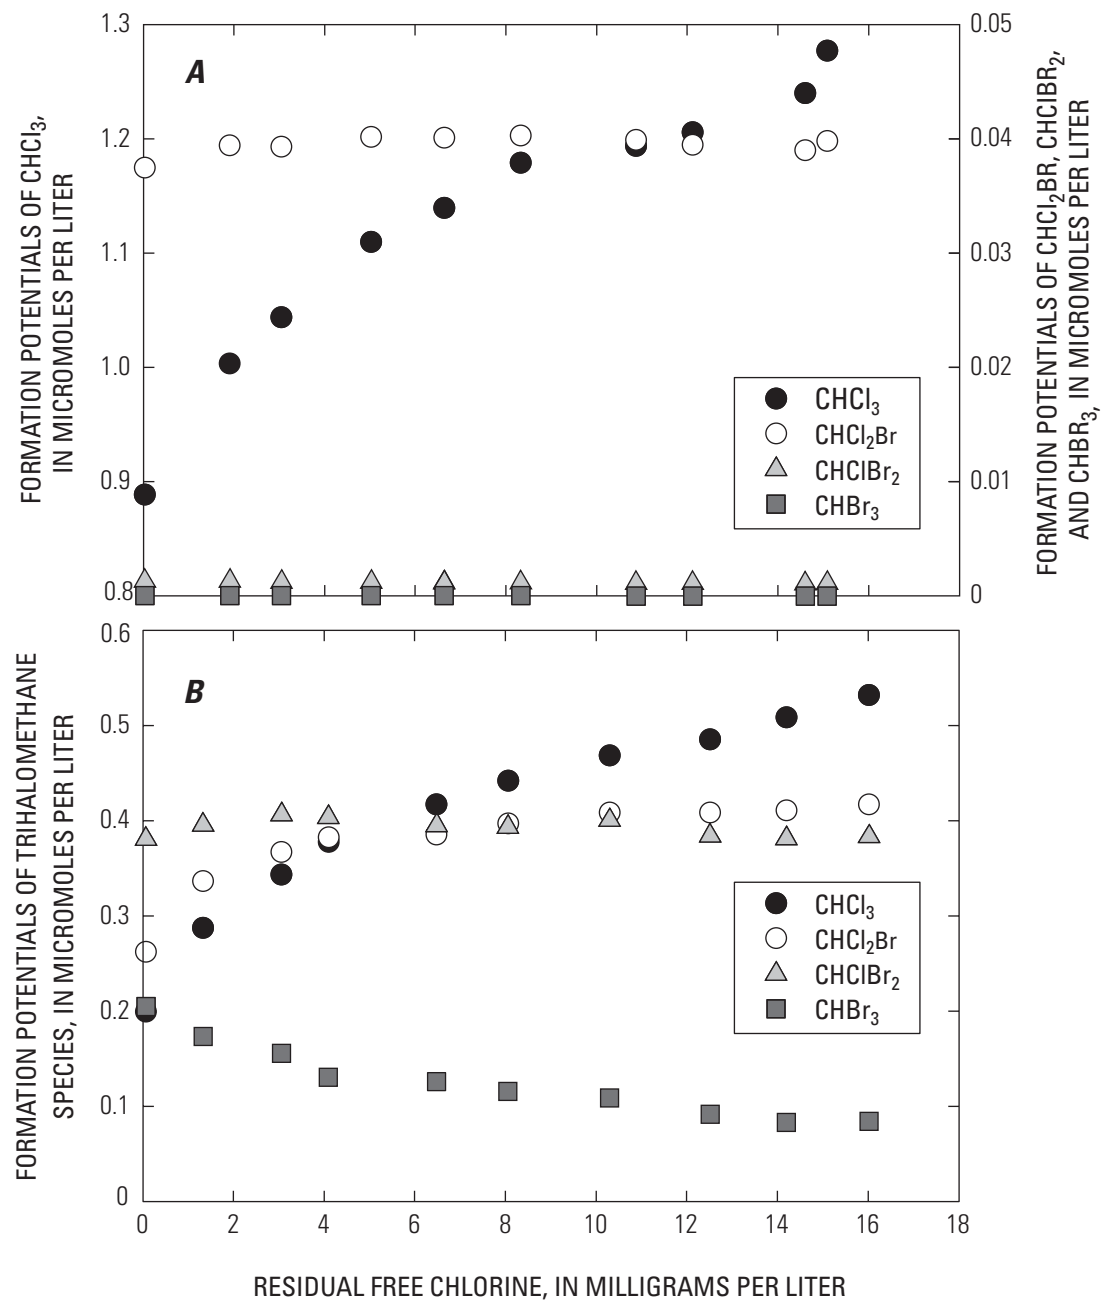 FORMATION POTENTIALS OF CHCl3,
IN MICROMOLES PER LITER
1.3
1.2
1.1
1.0
0.9
0.8
A
CHCl3
CHCl2Br
CHClBr2
CHBr3
0.05
0.04
0.03
0.02
0.01
0
FORMATION POTENTIALS OF CHCl2BR, CHClBR2,
AND CHBR3, IN MICROMOLES PER LITER
FORMATION POTENTIALS OF TRIHALOMETHANE
SPECIES, IN MICROMOLES PER LITER
0.6
0.5
0.4
0.3
0.2
0.1
0
B
CHCl3
CHCl2Br
CHClBr2
CHBr3
0 2 4 6 8 10 12 14 16 18
RESIDUAL FREE CHLORINE, IN MILLIGRAMS PER LITER